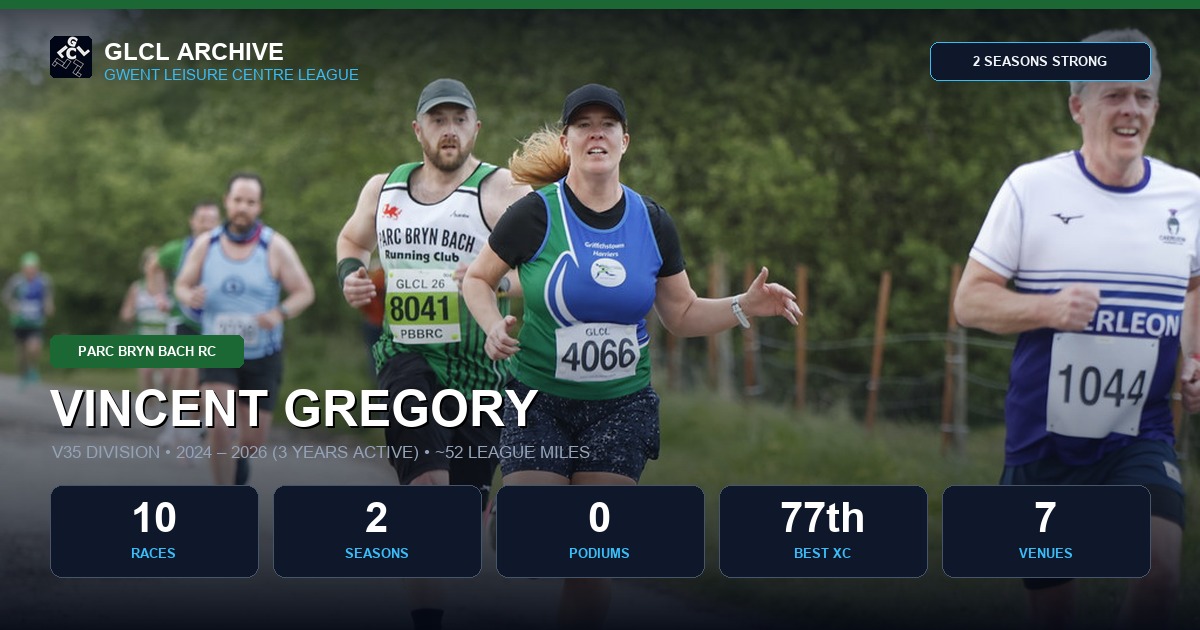 GLCL ARCHIVE
GWENT LEISURE CENTRE LEAGUE
2 SEASONS STRONG
PARC BRYN BACH
Running Club
GLCL 26
8041
PBBRC
Griffithstown
Harriers
GLCL
4066
ERLEON
1044
PARC BRYN BACH RC
VINCENT GREGORY
V35 DIVISION • 2024 – 2026 (3 YEARS ACTIVE) • ~52 LEAGUE MILES
10
RACES
2
SEASONS
0
PODIUMS
77th
BEST XC
7
VENUES